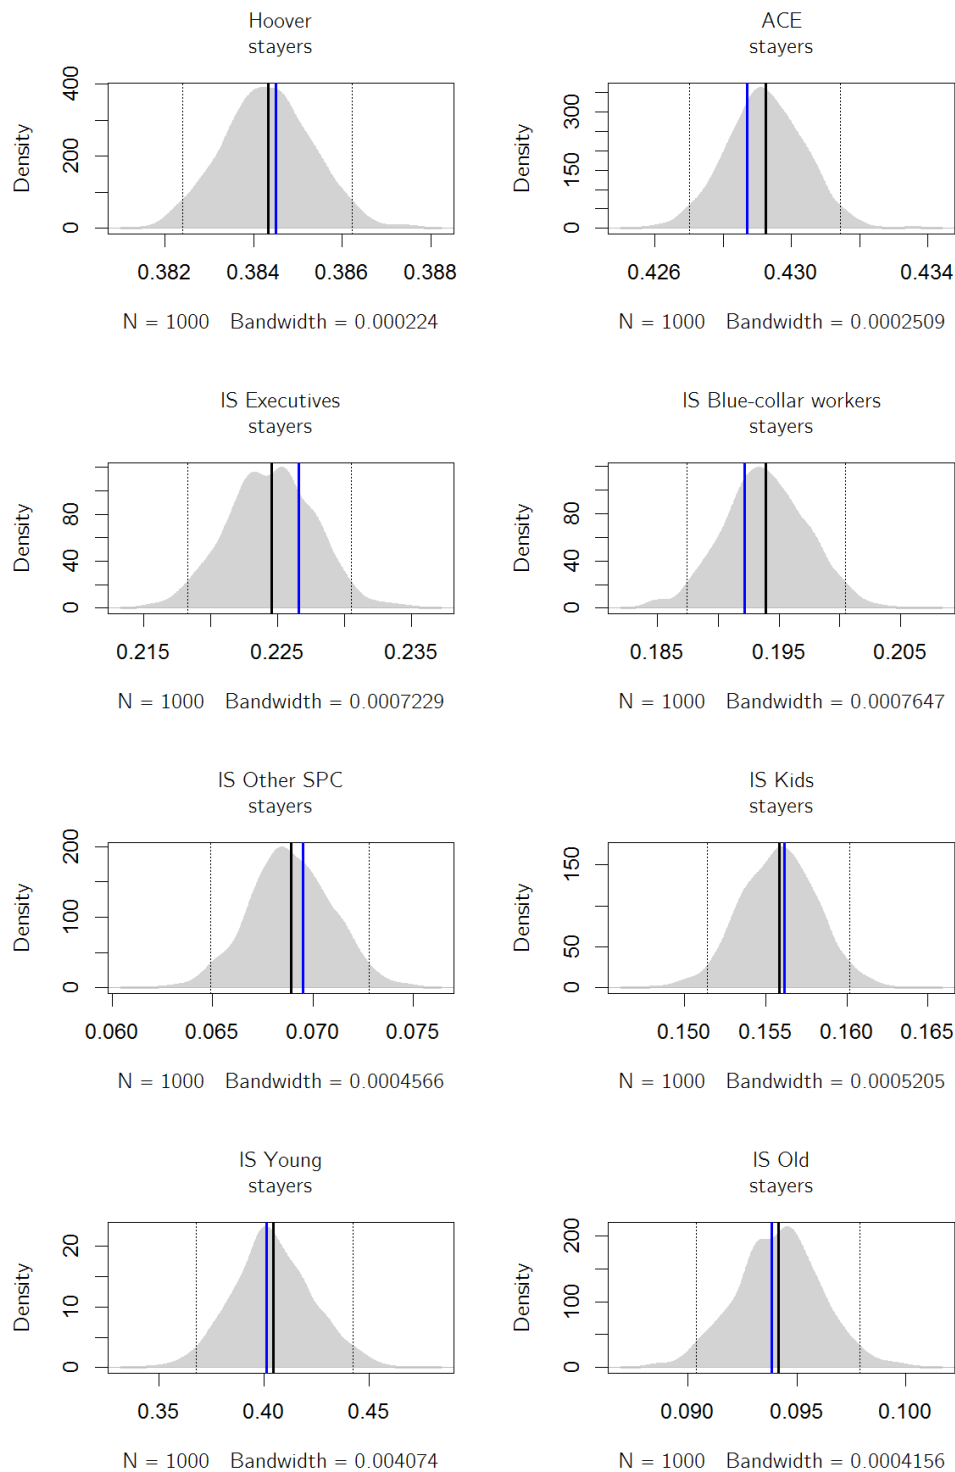 Hoover
stayers
Density
0
200
400
0.382 0.384 0.386 0.388
N = 1000 Bandwidth = 0.000224
ACE
stayers
Density
0
150
300
0.426 0.430 0.434
N = 1000 Bandwidth = 0.0002509
IS Executives
stayers
Density
0
40
80
0.215 0.225 0.235
N = 1000 Bandwidth = 0.0007229
IS Blue-collar workers
stayers
Density
0
40
80
0.185 0.195 0.205
N = 1000 Bandwidth = 0.0007647
IS Other SPC
stayers
Density
0
100
200
0.060 0.065 0.070 0.075
N = 1000 Bandwidth = 0.0004566
IS Kids
stayers
Density
0
50
150
0.150 0.155 0.160 0.165
N = 1000 Bandwidth = 0.0005205
IS Young
stayers
Density
0
10
20
0.35 0.40 0.45
N = 1000 Bandwidth = 0.004074
IS Old
stayers
Density
0
100
200
0.090 0.095 0.100
N = 1000 Bandwidth = 0.0004156